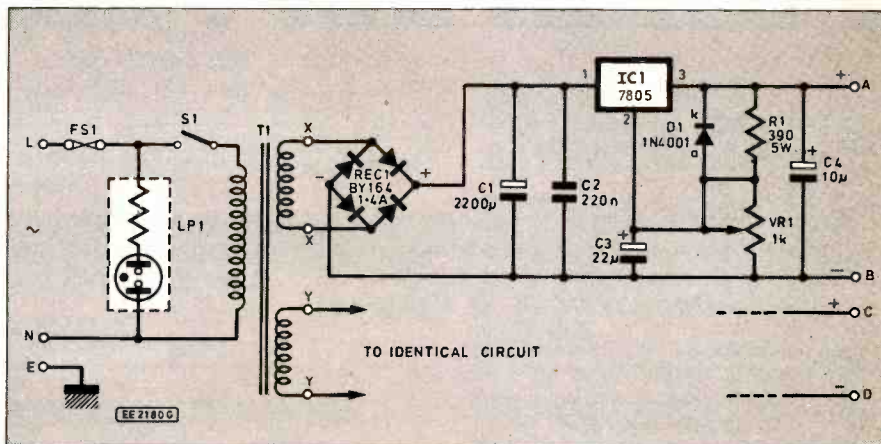 L
FS1
S1
T1
X
LP1
~
N
E
EE2180G
REC1
BY164
1·4A
X
Y
Y
TO IDENTICAL CIRCUIT
C1
2200µ
C2
220n
1
IC1
7805
3
2
k
D1
1N4001
a
C3
22µ
R1
390
5W
VR1
1k
C4
10µ
A
B
C
D